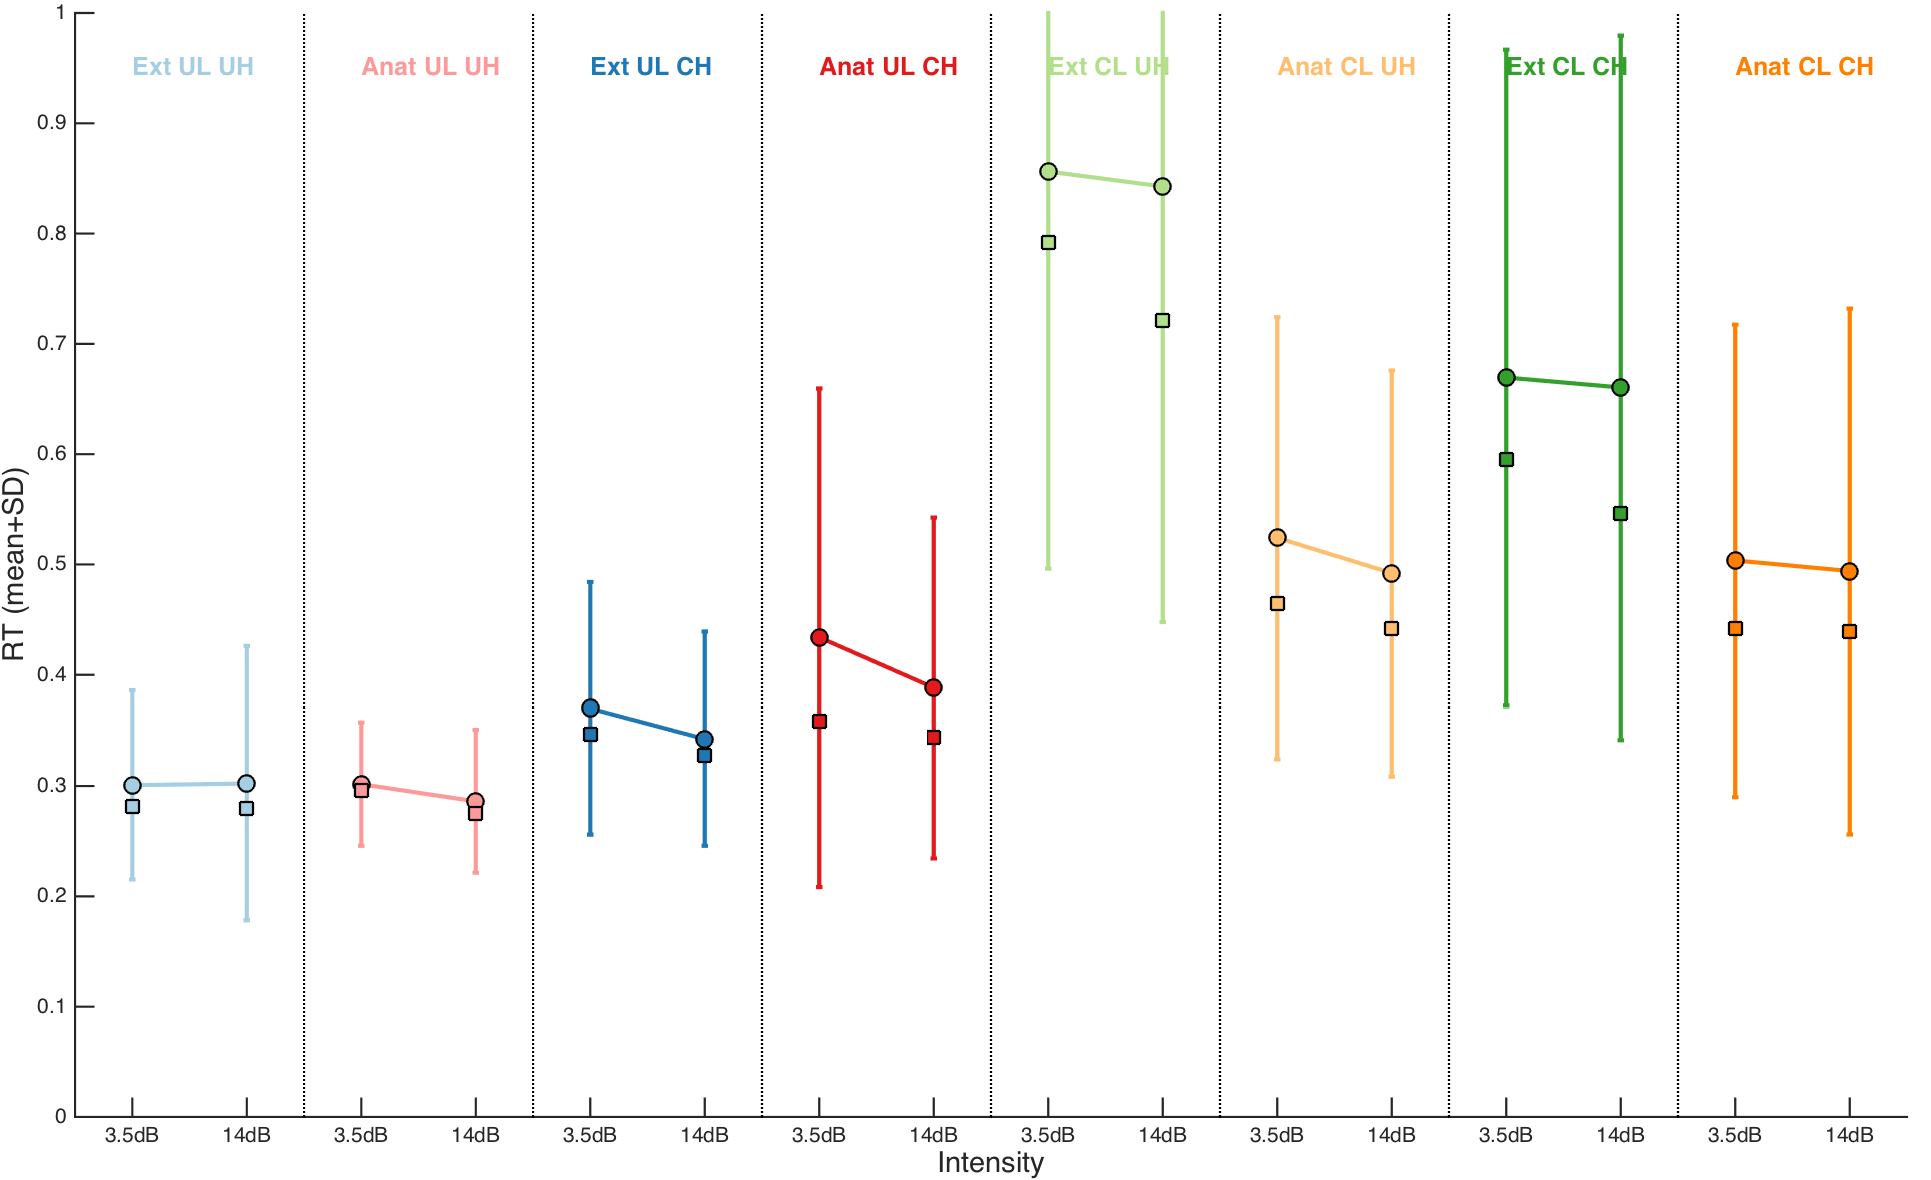 RT (mean+SD)
1
0.9
0.8
0.7
0.6
0.5
0.4
0.3
0.2
0.1
0
Ext UL UH
Anat UL UH
Ext UL CH
Anat UL CH
Ext CL UH
Anat CL UH
Ext CL CH
Anat CL CH
3.5dB 14dB 3.5dB 14dB 3.5dB 14dB 3.5dB 14dB 3.5dB 14dB 3.5dB 14dB 3.5dB 14dB 3.5dB 14dB
Intensity